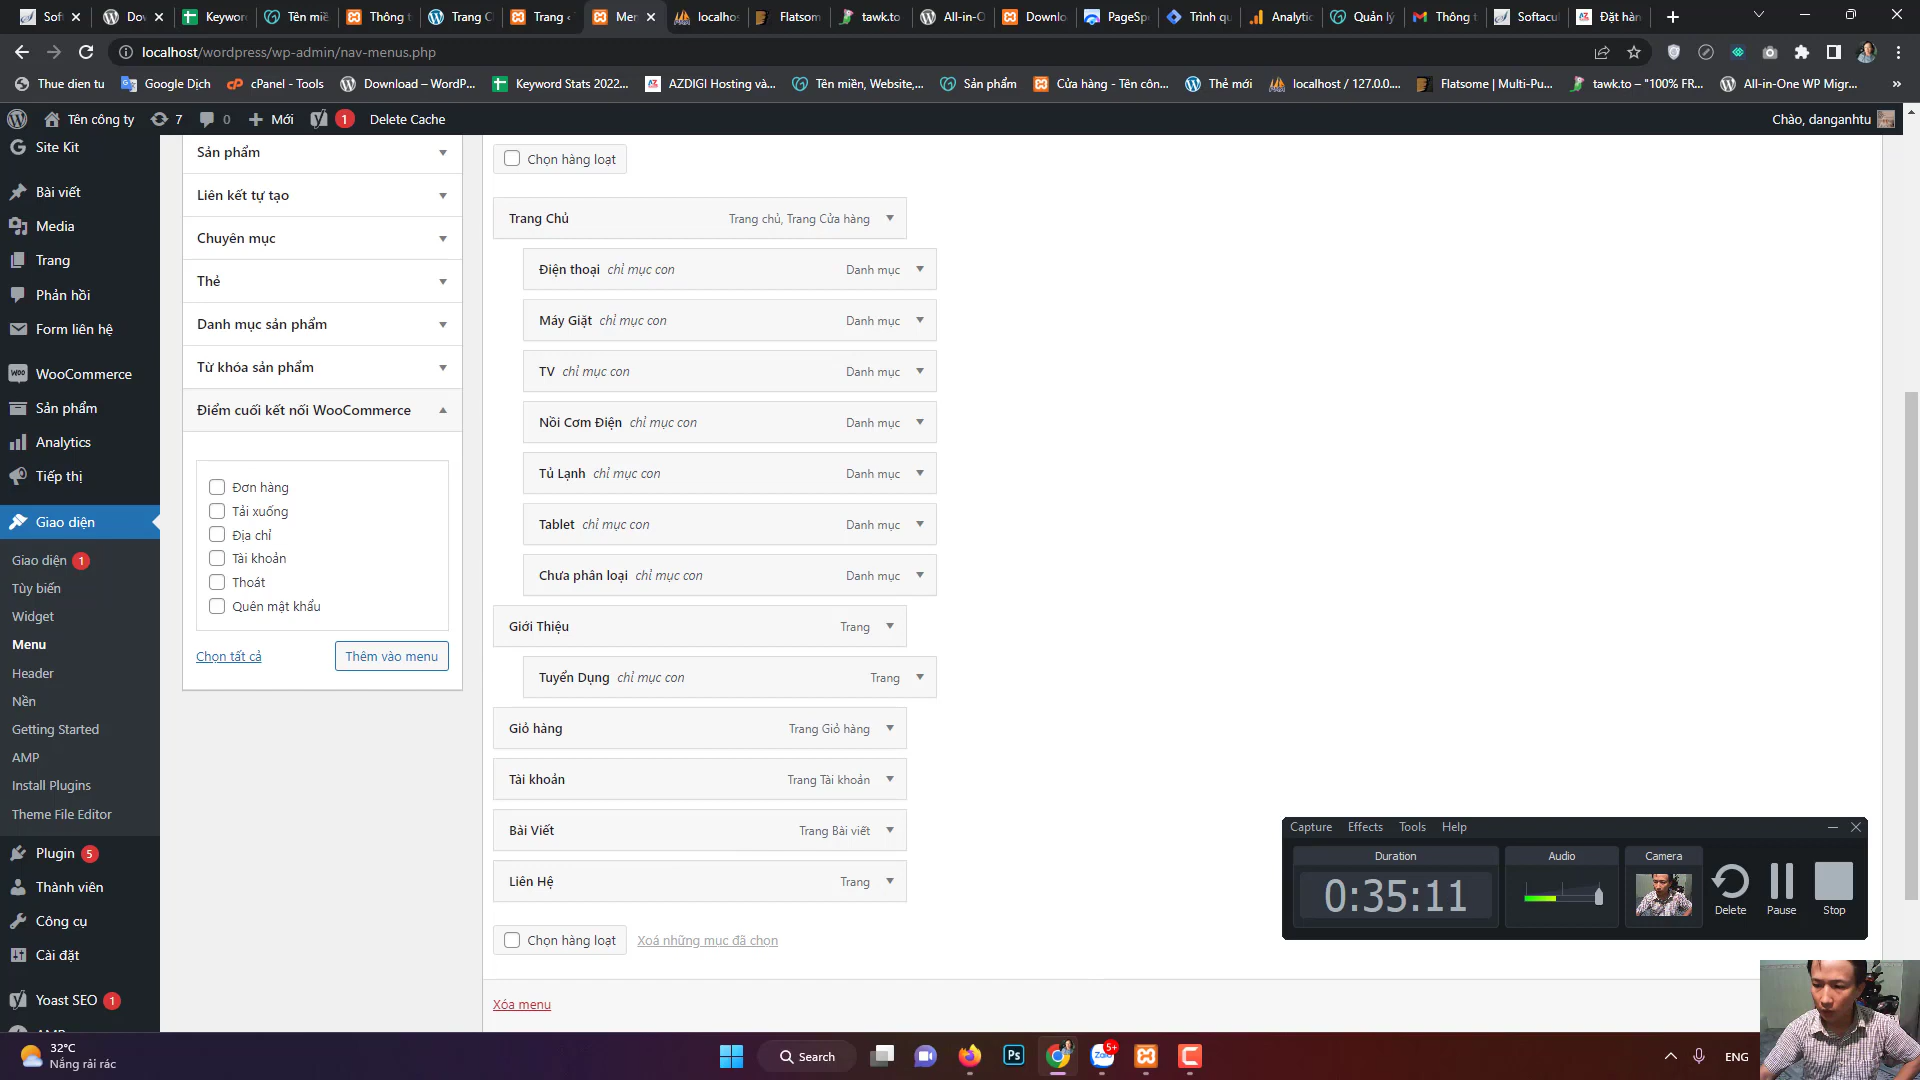 Sof
Dov
Keywor
Tên miề
Thông t
Trang C
Trang ‹
Mer
localhos
Flatsom
tawk.to
All-in-O
Downlo
PageSp
Trình qu
Analytic
Quản lý
Thông t
Softacul
Đặt hàn
localhost/wordpress/wp-admin/nav-menus.php
Thue dien tu
Google Dịch
cPanel - Tools
Download – WordP...
Keyword Stats 2022...
AZDIGI Hosting và...
Tên miền, Website,...
Sản phẩm
Cửa hàng - Tên côn...
Thẻ mới
localhost / 127.0.0....
Flatsome | Multi-Pu...
tawk.to – "100% FR...
All-in-One WP Migr...
»
Tên công ty
7
0
Mới
1
Delete Cache
Chào, danganhtu
Site Kit
Bài viết
Media
Trang
Phản hồi
Form liên hệ
WooCommerce
Sản phẩm
Analytics
Tiếp thị
Giao diện
Giao diện 1
Tùy biến
Widget
Menu
Header
Nền
Getting Started
AMP
Install Plugins
Theme File Editor
Plugin 5
Thành viên
Công cụ
Cài đặt
Yoast SEO 1
Sản phẩm
Liên kết tự tạo
Chuyên mục
Thẻ
Danh mục sản phẩm
Từ khóa sản phẩm
Điểm cuối kết nối WooCommerce
Đơn hàng
Tải xuống
Địa chỉ
Tài khoản
Thoát
Quên mật khẩu
Chọn tất cả
Thêm vào menu
Chọn hàng loạt
Trang Chủ Trang chủ, Trang Cửa hàng
Điện thoại chỉ mục con Danh mục
Máy Giặt chỉ mục con Danh mục
TV chỉ mục con Danh mục
Nồi Cơm Điện chỉ mục con Danh mục
Tủ Lạnh chỉ mục con Danh mục
Tablet chỉ mục con Danh mục
Chưa phân loại chỉ mục con Danh mục
Giới Thiệu Trang
Tuyển Dụng chỉ mục con Trang
Giỏ hàng Trang Giỏ hàng
Tài khoản Trang Tài khoản
Bài Viết Trang Bài viết
Liên Hệ Trang
Chọn hàng loạt Xoá những mục đã chọn
Xóa menu
Capture Effects Tools Help
Duration
0:35:11
Audio
Camera
Delete
Pause
Stop
32°C
Nắng rải rác
Search
Ps
Zalo
5+
ENG